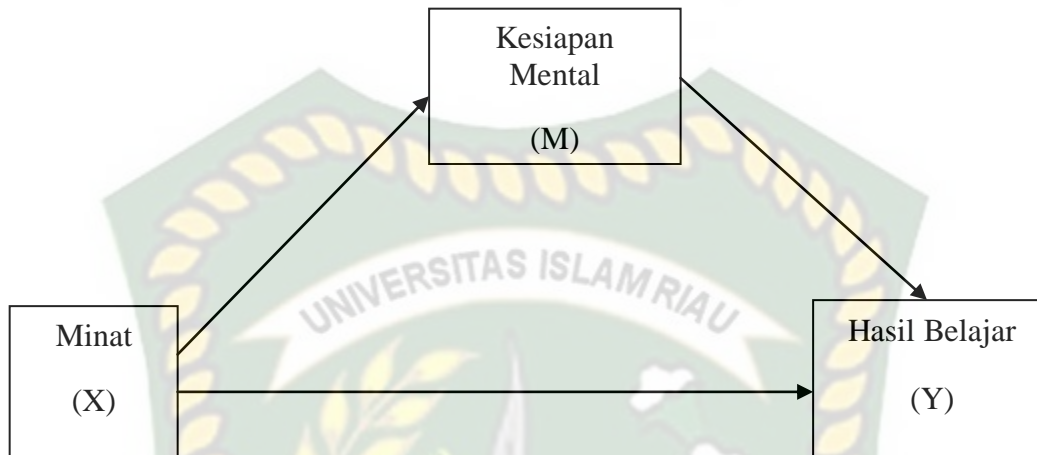 Kesiapan
Mental
(M)
UNIVERSITAS ISLAM RIAU
Minat
(X)
Hasil Belajar
(Y)